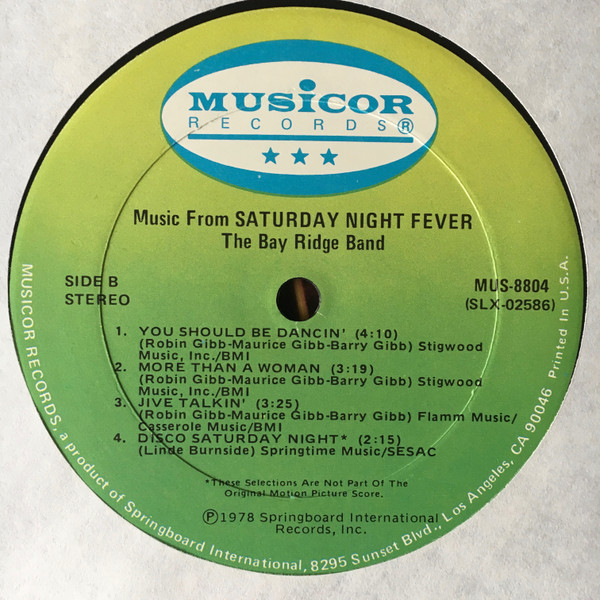 MUSiCOR
RECORDS®
Music From SATURDAY NIGHT FEVER
The Bay Ridge Band
SIDE B
STEREO
MUS-8804
(SLX-02586)
1. YOU SHOULD BE DANCIN' (4:10)
(Robin Gibb-Maurice Gibb-Barry Gibb) Stigwood
Music, Inc./BMI
2. MORE THAN A WOMAN (3:19)
(Robin Gibb-Maurice Gibb-Barry Gibb) Stigwood
Music, Inc./BMI
3. JIVE TALKIN' (3:25)
(Robin Gibb-Maurice Gibb-Barry Gibb) Flamm Music/
Casserole Music/BMI
4. DISCO SATURDAY NIGHT* (2:15)
(Linde Burnside) Springtime Music/SESAC
*These Selections Are Not Part Of The
Original Motion Picture Score.
Ⓟ1978 Springboard International
Records, Inc.
MUSICOR RECORDS, a product of Springboard International, 8295 Sunset Blvd., Los Angeles, CA 90046 Printed In U.S.A.